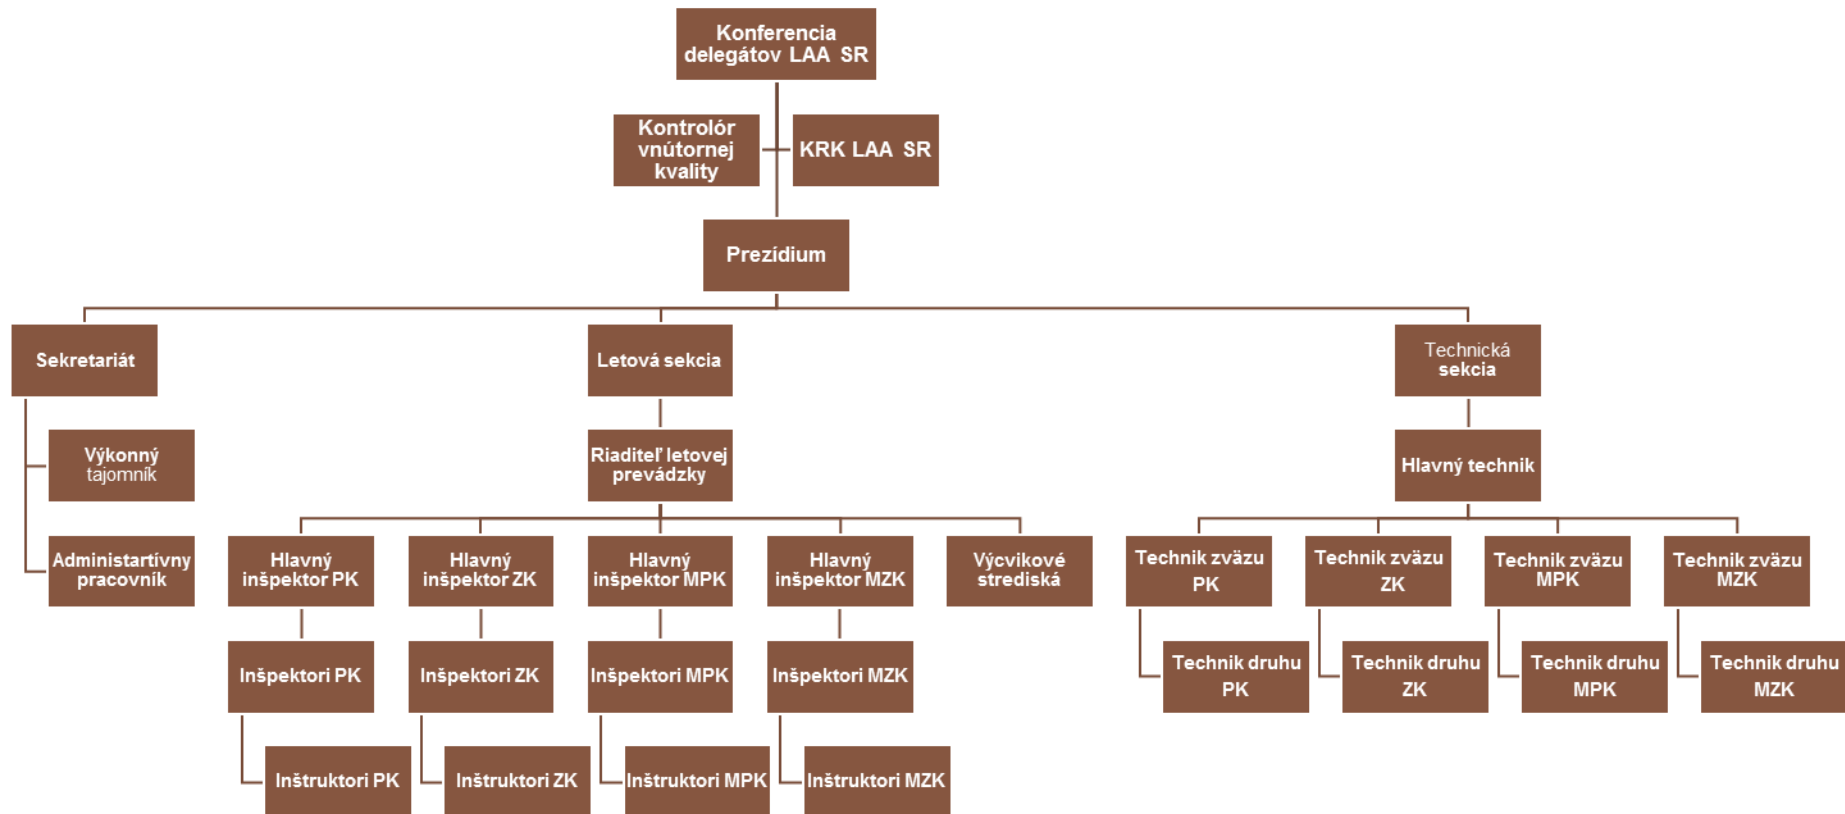 Konferencia
delegátov LAA SR
Kontrolór
vnútornej
kvality
KRK LAA SR
Prezídium
Sekretariát
Letová sekcia
Technická
sekcia
Výkonný
tajomník
Riaditeľ letovej
prevádzky
Hlavný technik
Administartívny
pracovník
Hlavný
inšpektor PK
Hlavný
inšpektor ZK
Hlavný
inšpektor MPK
Hlavný
inšpektor MZK
Výcvikové
strediská
Technik zväzu
PK
Technik zväzu
ZK
Technik zväzu
MPK
Technik zväzu
MZK
Inšpektori PK
Inšpektori ZK
Inšpektori MPK
Inšpektori MZK
Technik druhu
PK
Technik druhu
ZK
Technik druhu
MPK
Technik druhu
MZK
Inštruktori PK
Inštruktori ZK
Inštruktori MPK
Inštruktori MZK